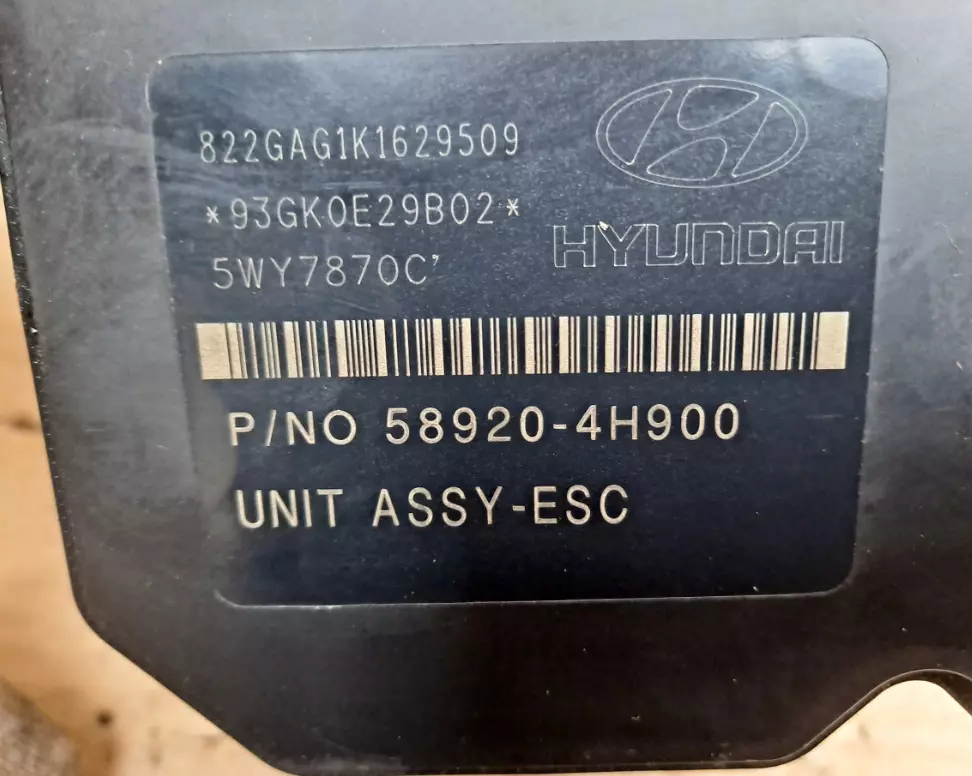 822GAG1K1629509
*93GK0E29B02*
5WY7870C'
HYUNDAI
P/NO 58920-4H900
UNIT ASSY-ESC